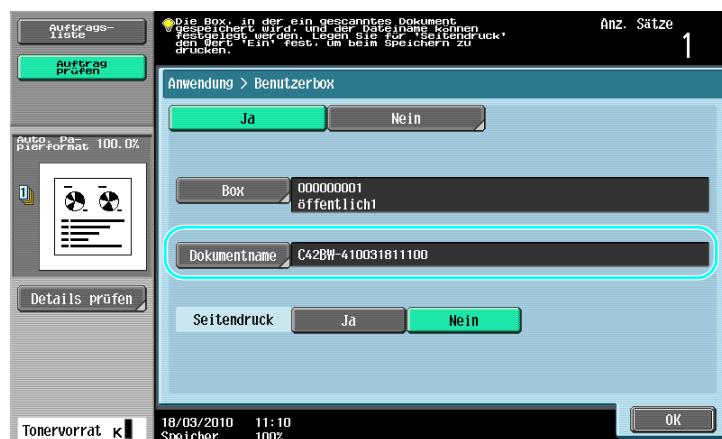 Auftrags-
liste
Auftrag
prüfen
Die Box, in der ein gescanntes Dokument
gespeichert wird, und der Dateiname können
festgelegt werden. Legen Sie für 'Seitendruck'
den Wert 'Ein' fest, um beim Speichern zu
drucken.
Anz. Sätze
1
Anwendung > Benutzerbox
Ja
Nein
Auto. Pa-
pierformat 100.0%
Box
000000001
öffentlich1
Dokumentname
C42BW-410031811100
Details prüfen
Seitendruck
Ja
Nein
OK
Tonervorrat K
18/03/2010 11:10
Speicher 100%